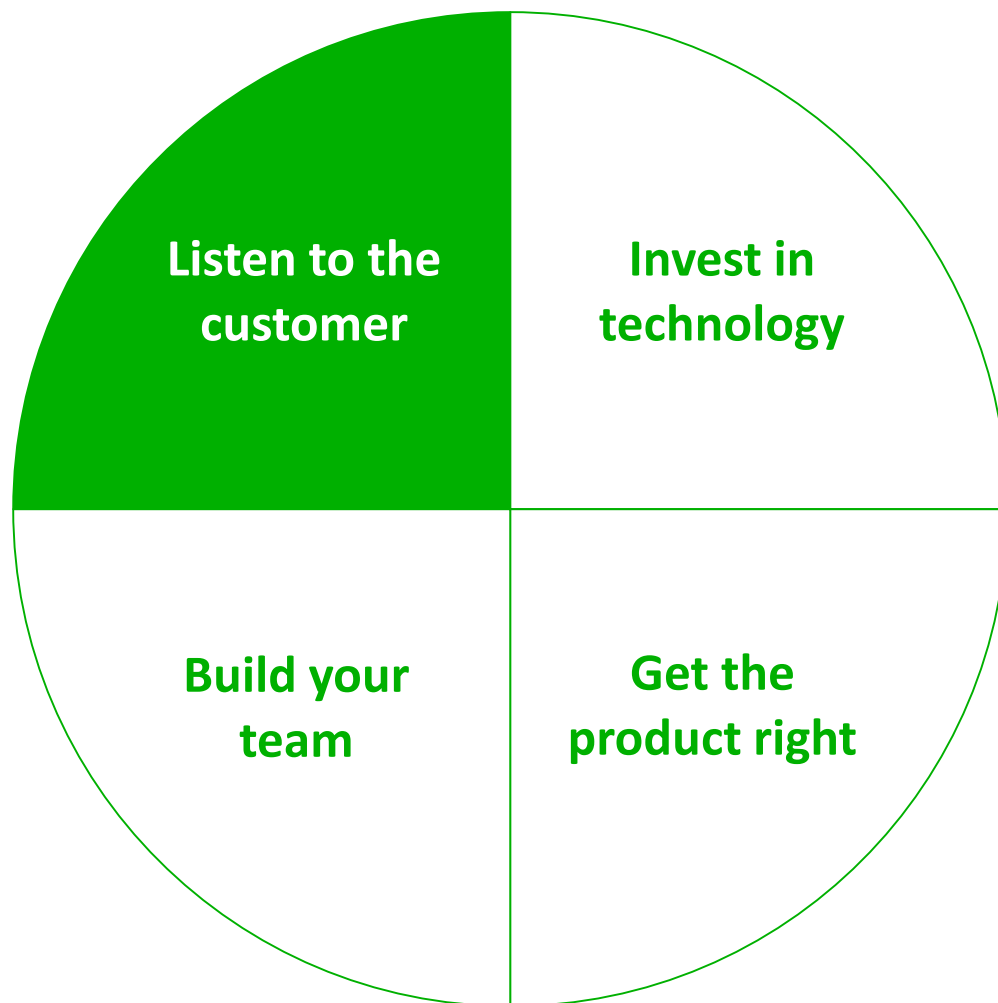 Listen to the
customer
Invest in
technology
Build your
team
Get the
product right